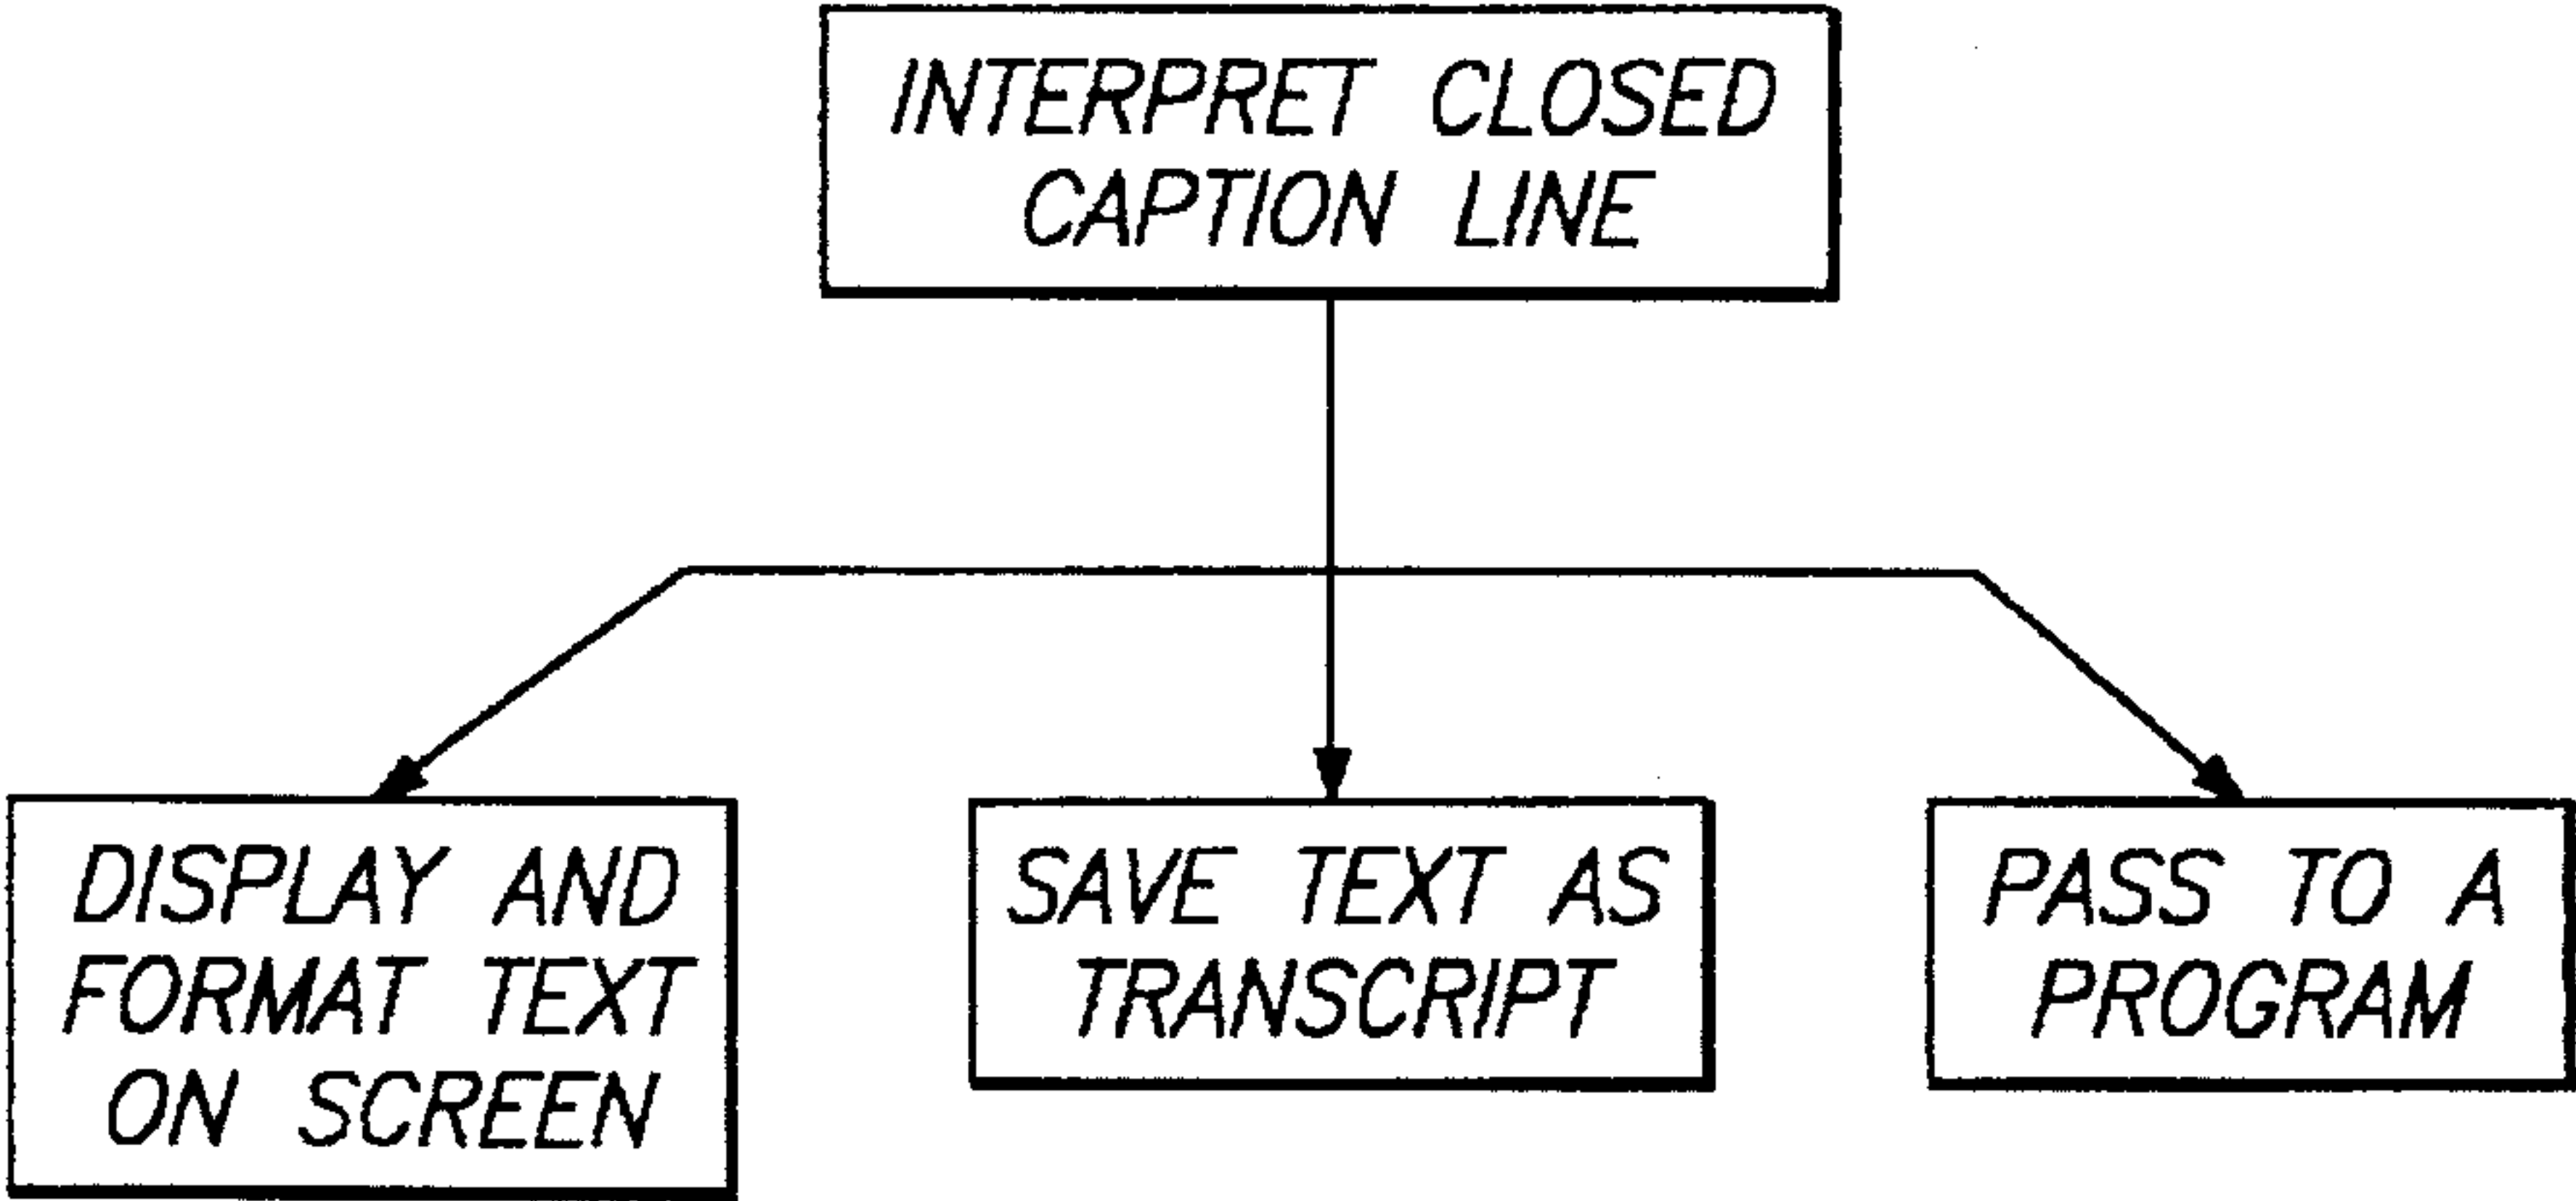 INTERPRET CLOSED
CAPTION LINE
DISPLAY AND
FORMAT TEXT
ON SCREEN
SAVE TEXT AS
TRANSCRIPT
PASS TO A
PROGRAM